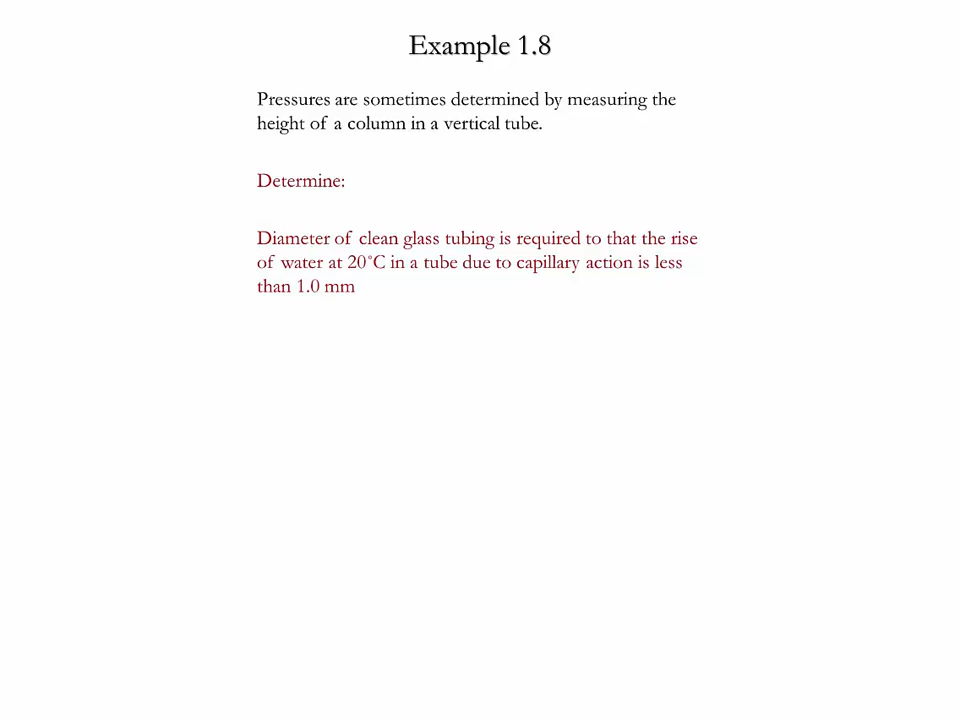 Example 1.8
Pressures are sometimes determined by measuring the
height of a column in a vertical tube.
Determine:
Diameter of clean glass tubing is required to that the rise
of water at 20°C in a tube due to capillary action is less
than 1.0 mm